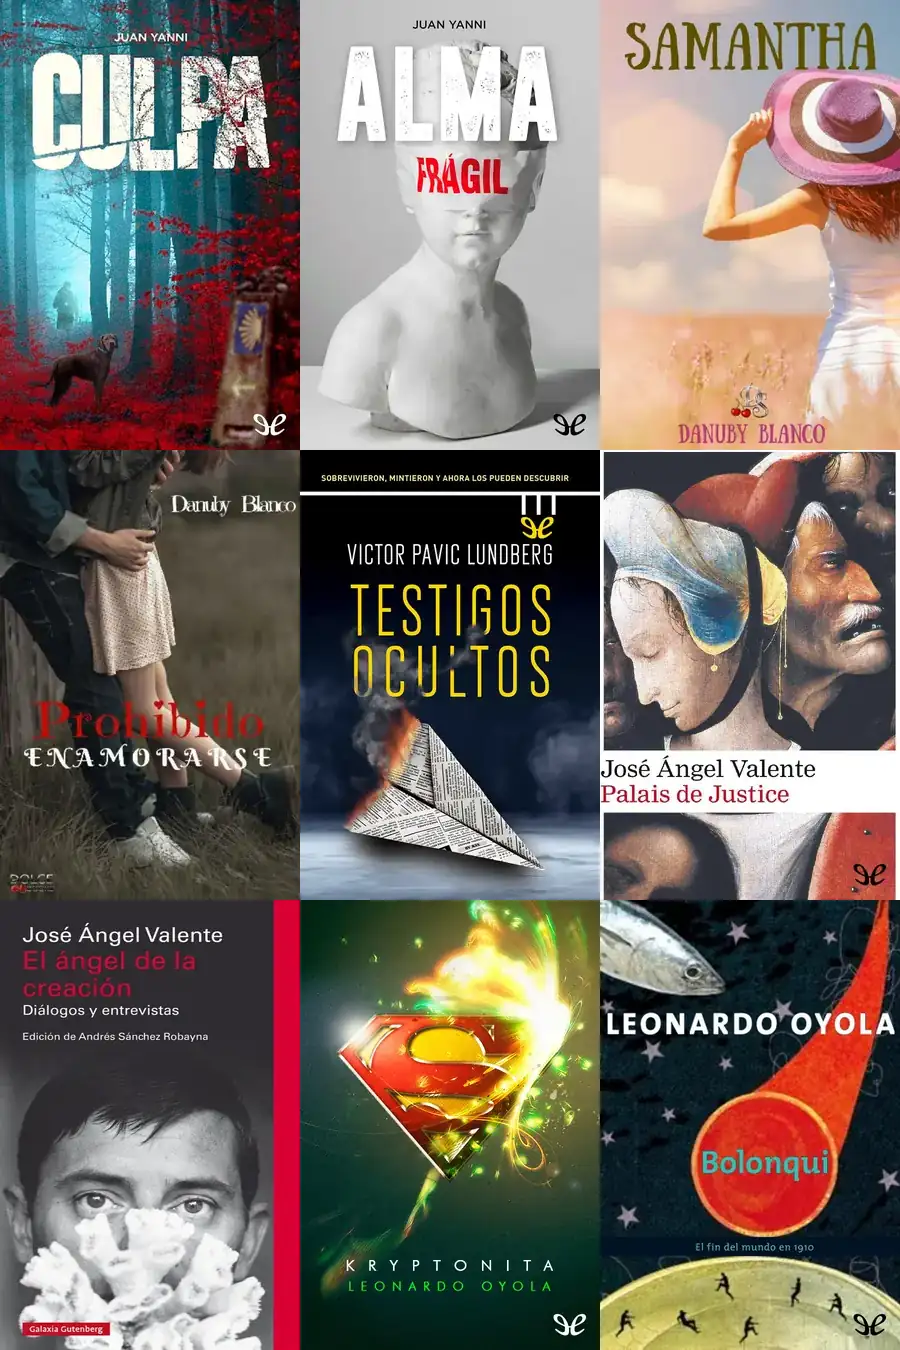 JUAN YANNI
CULPA
JUAN YANNI
ALMA
FRÁGIL
SAMANTHA
DANUBY BLANCO
Danuby Blanco
Prohibido
ENAMORARSE
SOBREVIVIERON, MINTIERON Y AHORA LOS PUEDEN DESCUBRIR
VICTOR PAVIC LUNDBERG
TESTIGOS
OCULTOS
José Ángel Valente
Palais de Justice
José Ángel Valente
El ángel de la
creación
Diálogos y entrevistas
Edición de Andrés Sánchez Robayna
Galaxia Gutenberg
KRYPTONITA
LEONARDO OYOLA
LEONARDO OYOLA
Bolonqui
El fin del mundo en 1910